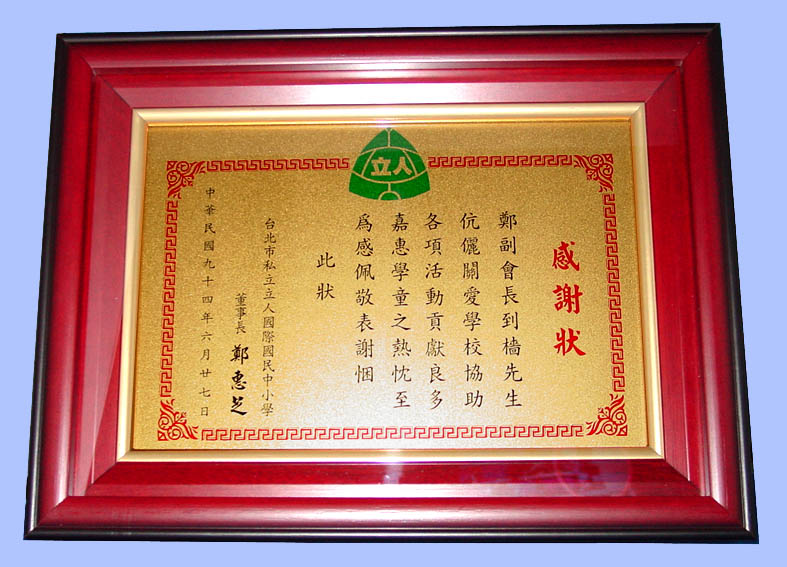 立人
感謝狀
鄭副會長到檣先生
伉儷關愛學校協助
各項活動貢獻良多
嘉惠學童之熱忱至
為感佩敬表謝悃
此狀
台北市私立立人國際國民中小學
董事長 鄭惠芝
中華民國九十四年六月廿七日